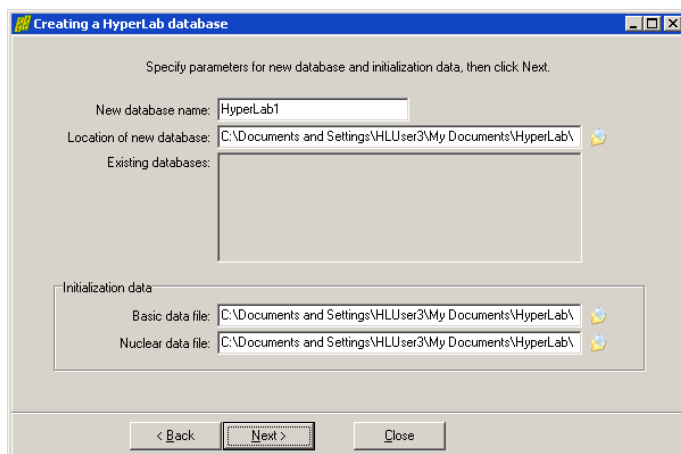 Creating a HyperLab database
Specify parameters for new database and initialization data, then click Next.
New database name: HyperLab1
Location of new database: C:\Documents and Settings\HLUser3\My Documents\HyperLab\
Existing databases:
Initialization data
Basic data file: C:\Documents and Settings\HLUser3\My Documents\HyperLab\
Nuclear data file: C:\Documents and Settings\HLUser3\My Documents\HyperLab\
< Back Next > Close